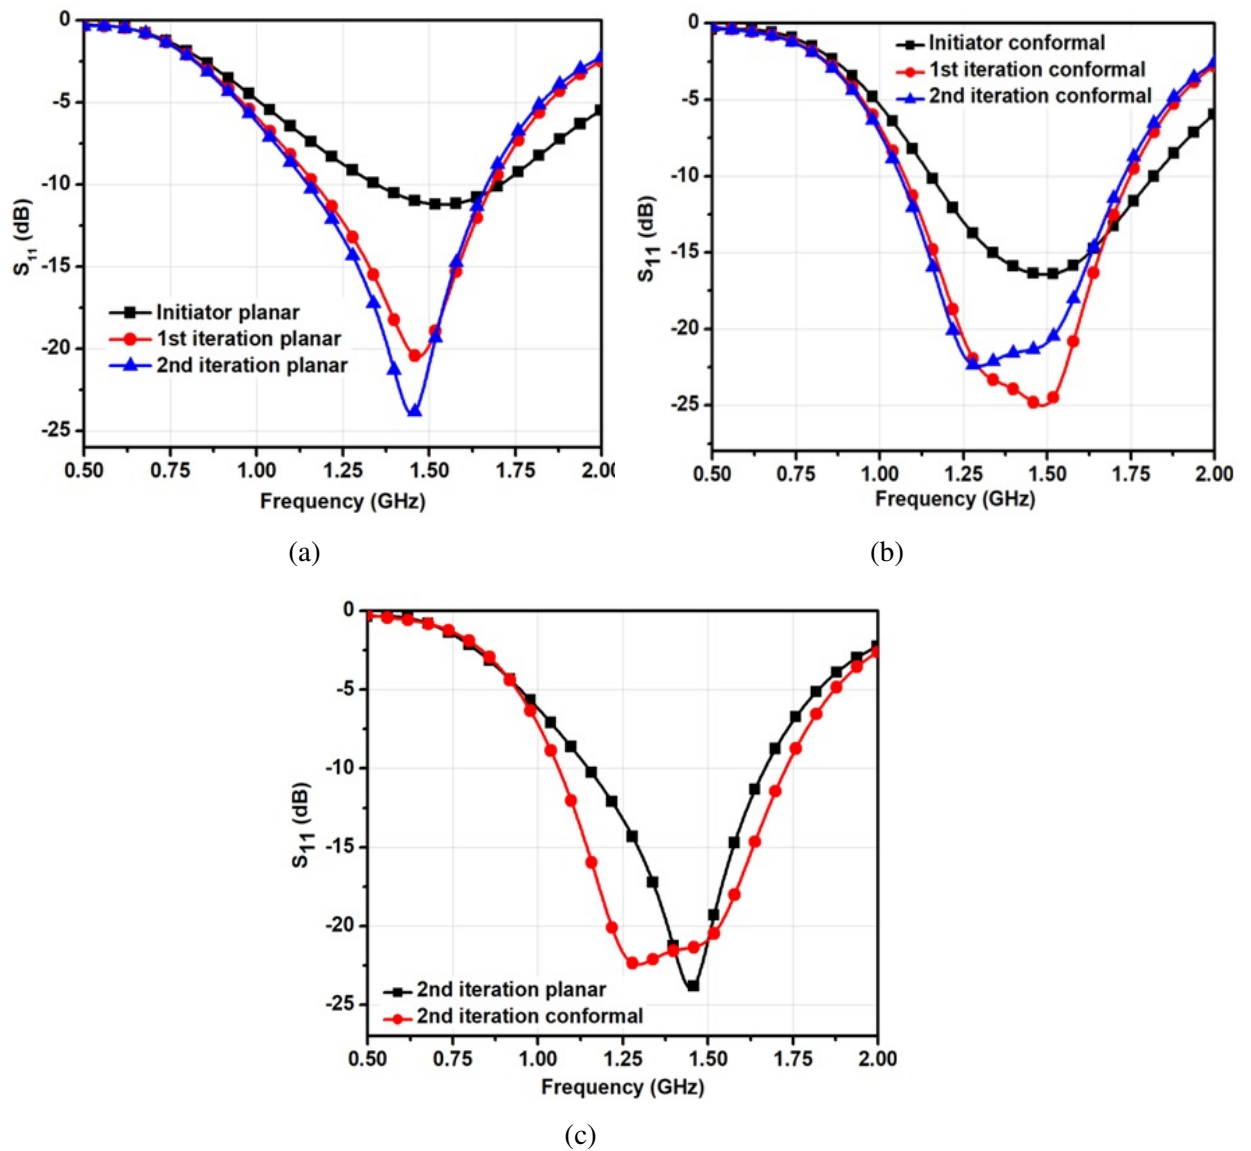 0
-5
-10
-15
-20
-25
S11 (dB)
Initiator planar
1st iteration planar
2nd iteration planar
0.50 0.75 1.00 1.25 1.50 1.75 2.00
Frequency (GHz)
(a)
0
-5
-10
-15
-20
-25
S11 (dB)
Initiator conformal
1st iteration conformal
2nd iteration conformal
0.50 0.75 1.00 1.25 1.50 1.75 2.00
Frequency (GHz)
(b)
0
-5
-10
-15
-20
-25
S11 (dB)
2nd iteration planar
2nd iteration conformal
0.50 0.75 1.00 1.25 1.50 1.75 2.00
Frequency (GHz)
(c)